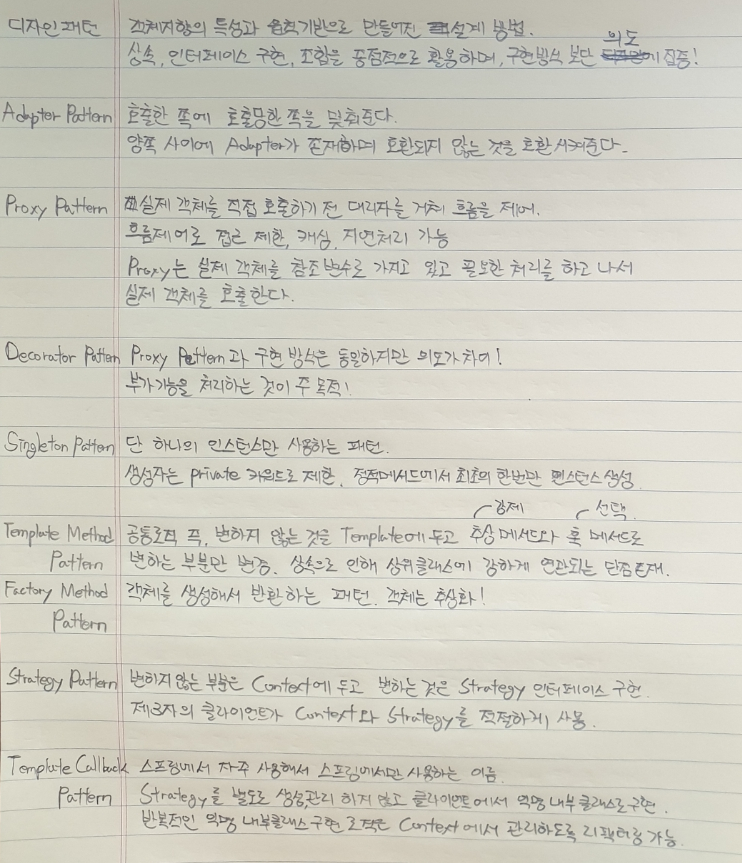 디자인패턴 객체지향의 특성과 원칙기반으로 만들어진 설계 방법.
의도
상속, 인터페이스 구현, 조합을 중점적으로 활용하며, 구현방식 보단 에 집중!
Adapter Pattern 호출한 쪽에 호출당한 쪽을 맞춰준다.
양쪽 사이에 Adapter가 존재하며 호환되지 않는 것을 호환시켜준다.
Proxy Pattern 실제 객체를 직접 호출하기 전 대리자를 거쳐 흐름을 제어.
흐름제어로 접근 제한, 캐싱, 지연처리 가능
Proxy는 실제 객체를 참조변수로 가지고 있고 필요한 처리를 하고 나서
실제 객체를 호출한다.
Decorator Pattern Proxy Pattern과 구현 방식은 동일하지만 의도가 차이!
부가기능을 처리하는 것이 주 목적!
Singleton Pattern 단 하나의 인스턴스만 사용하는 패턴.
생성자는 private 키워드로 제한, 정적메서드에서 최초의 한번만 인스턴스 생성.
강제 선택
Template Method 공통로직 즉, 변하지 않는 것을 Template에 두고 추상메서드와 훅 메서드로
Pattern 변하는 부분만 변경. 상속으로 인해 상위클래스에 강하게 연관되는 단점존재.
Factory Method 객체를 생성해서 반환하는 패턴. 객체는 추상화!
Pattern
Strategy Pattern 변하지않는 부분은 Context에 두고 변하는 것은 Strategy 인터페이스 구현.
제3자의 클라이언트가 Context와 Strategy를 적절하게 사용.
Template Callback 스프링에서 자주 사용해서 스프링에서만 사용하는 이름.
Pattern Strategy를 별도로 생성관리 하지 않고 클라이언트에서 익명 내부클래스로 구현.
반복적인 익명 내부클래스 구현 로직은 Context에서 관리하도록 리팩터링 가능.